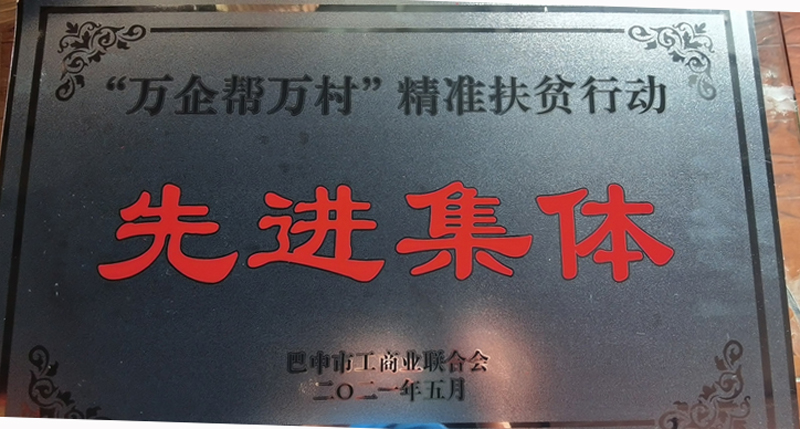 “万企帮万村”精准扶贫行动
先进集体
巴中市工商业联合会
二〇二一年五月